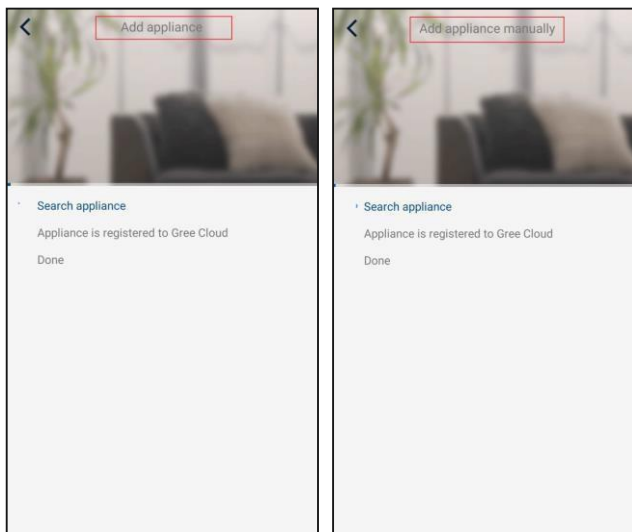 Add appliance
Search appliance
Appliance is registered to Gree Cloud
Done
Add appliance manually
Search appliance
Appliance is registered to Gree Cloud
Done